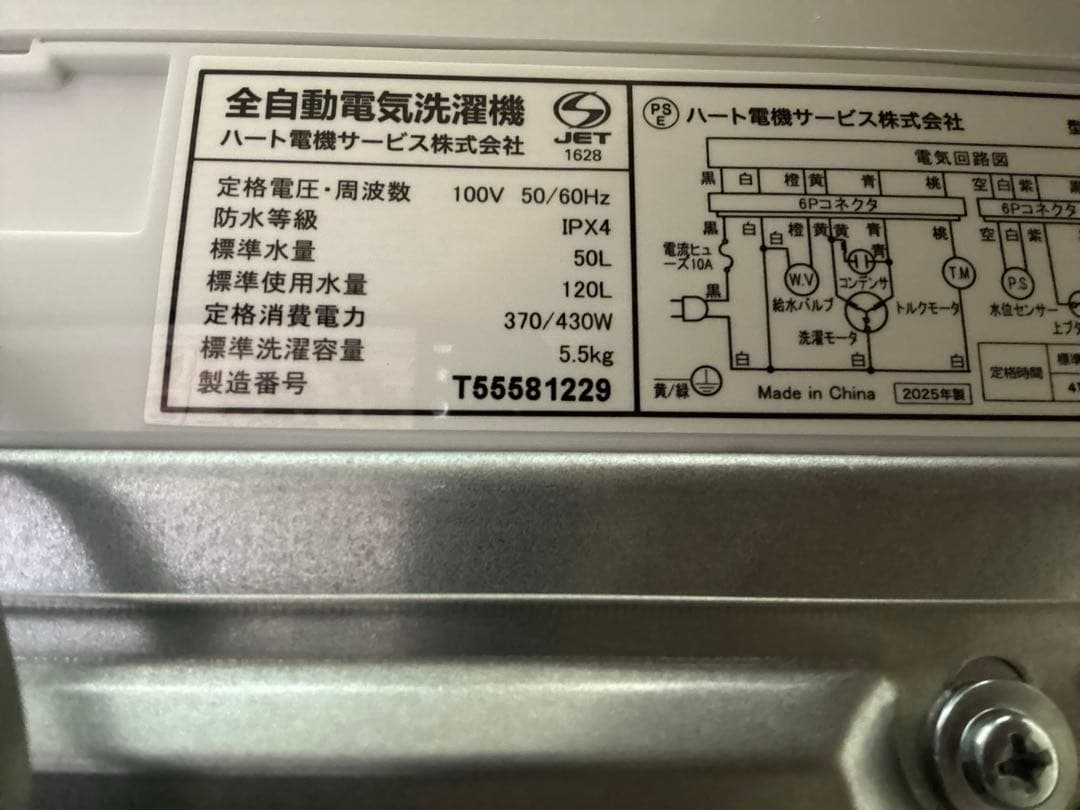 全自動電気洗濯機
ハート電機サービス株式会社
JET
1628
定格電圧・周波数 100V 50/60Hz
防水等級 IPX4
標準水量 50L
標準使用水量 120L
定格消費電力 370/430W
標準洗濯容量 5.5kg
製造番号 T55581229
PS
E
ハート電機サービス株式会社
電気回路図
黒 白 橙 黄 青 桃 空 白 紫
6Pコネクタ 6Pコネクタ
黒 白 橙 黄 黄 青 桃 空 白 紫
白 青
電流ヒュ
ーズ10A
W.V コンデンサ T.M PS
黒 給水バルブ トルクモータ 水位センサー
洗濯モータ
白 白 白 白
黄/緑
Made in China 2025年製
定格時間 標準